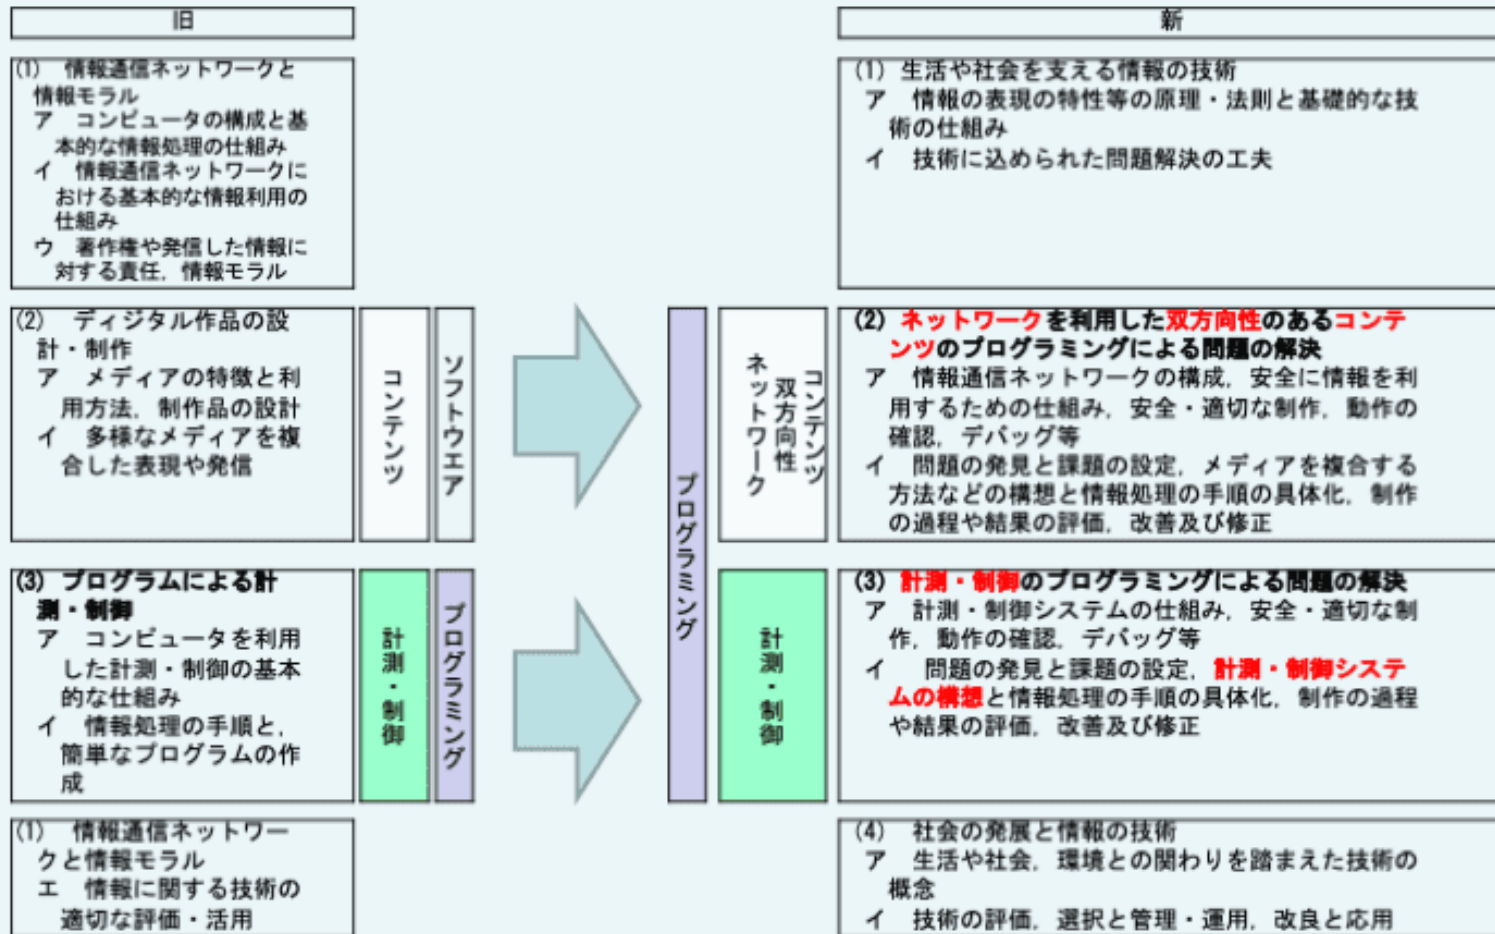 旧
(1) 情報通信ネットワークと
情報モラル
ア コンピュータの構成と基
本的な情報処理の仕組み
イ 情報通信ネットワークに
おける基本的な情報利用の
仕組み
ウ 著作権や発信した情報に
対する責任，情報モラル
(2) ディジタル作品の設
計・制作
ア メディアの特徴と利
用方法，制作品の設計
イ 多様なメディアを複
合した表現や発信
コンテンツ
ソフトウエア
(3) プログラムによる計
測・制御
ア コンピュータを利用
した計測・制御の基本
的な仕組み
イ 情報処理の手順と，
簡単なプログラムの作
成
計測・制御
プログラミング
(1) 情報通信ネットワー
クと情報モラル
エ 情報に関する技術の
適切な評価・活用
新
(1) 生活や社会を支える情報の技術
ア 情報の表現の特性等の原理・法則と基礎的な技
術の仕組み
イ 技術に込められた問題解決の工夫
プログラミング
コンテンツ
双方向性
ネットワーク
(2) ネットワークを利用した双方向性のあるコンテ
ンツのプログラミングによる問題の解決
ア 情報通信ネットワークの構成，安全に情報を利
用するための仕組み，安全・適切な制作，動作の
確認，デバッグ等
イ 問題の発見と課題の設定，メディアを複合する
方法などの構想と情報処理の手順の具体化，制作
の過程や結果の評価，改善及び修正
計測・制御
(3) 計測・制御のプログラミングによる問題の解決
ア 計測・制御システムの仕組み，安全・適切な制
作，動作の確認，デバッグ等
イ 問題の発見と課題の設定，計測・制御システ
ムの構想と情報処理の手順の具体化，制作の過程
や結果の評価，改善及び修正
(4) 社会の発展と情報の技術
ア 生活や社会，環境との関わりを踏まえた技術の
概念
イ 技術の評価，選択と管理・運用，改良と応用